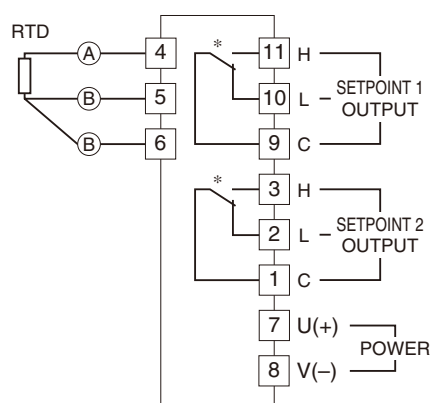 RTD
A 4
B 5
B 6
* 11 H
10 L
9 C
SETPOINT 1
OUTPUT
* 3 H
2 L
1 C
SETPOINT 2
OUTPUT
7 U(+)
8 V(–)
POWER